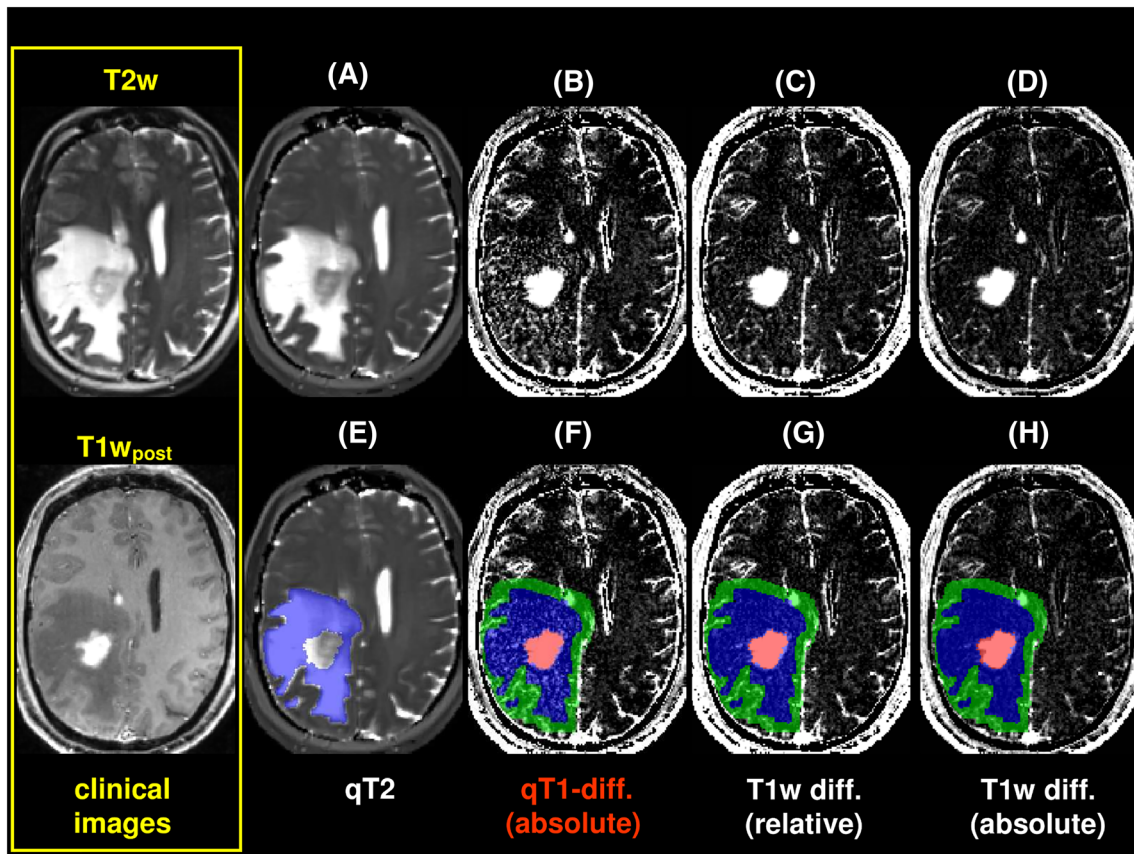 T2w
(A)
(B)
(C)
(D)
T1wpost
(E)
(F)
(G)
(H)
clinical
images
qT2
qT1-diff.
(absolute)
T1w diff.
(relative)
T1w diff.
(absolute)